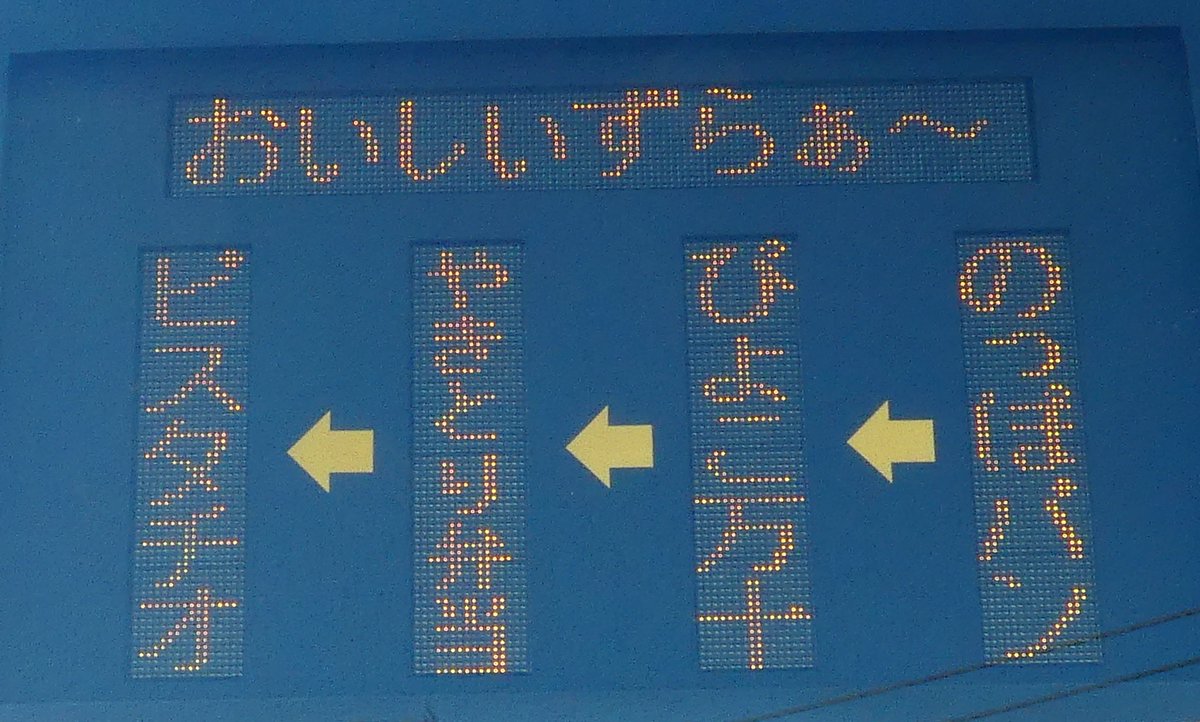 おいしいずらぁ～
のっぽパン
ぴよこ万十
やきとり弁当
ピスタチオ